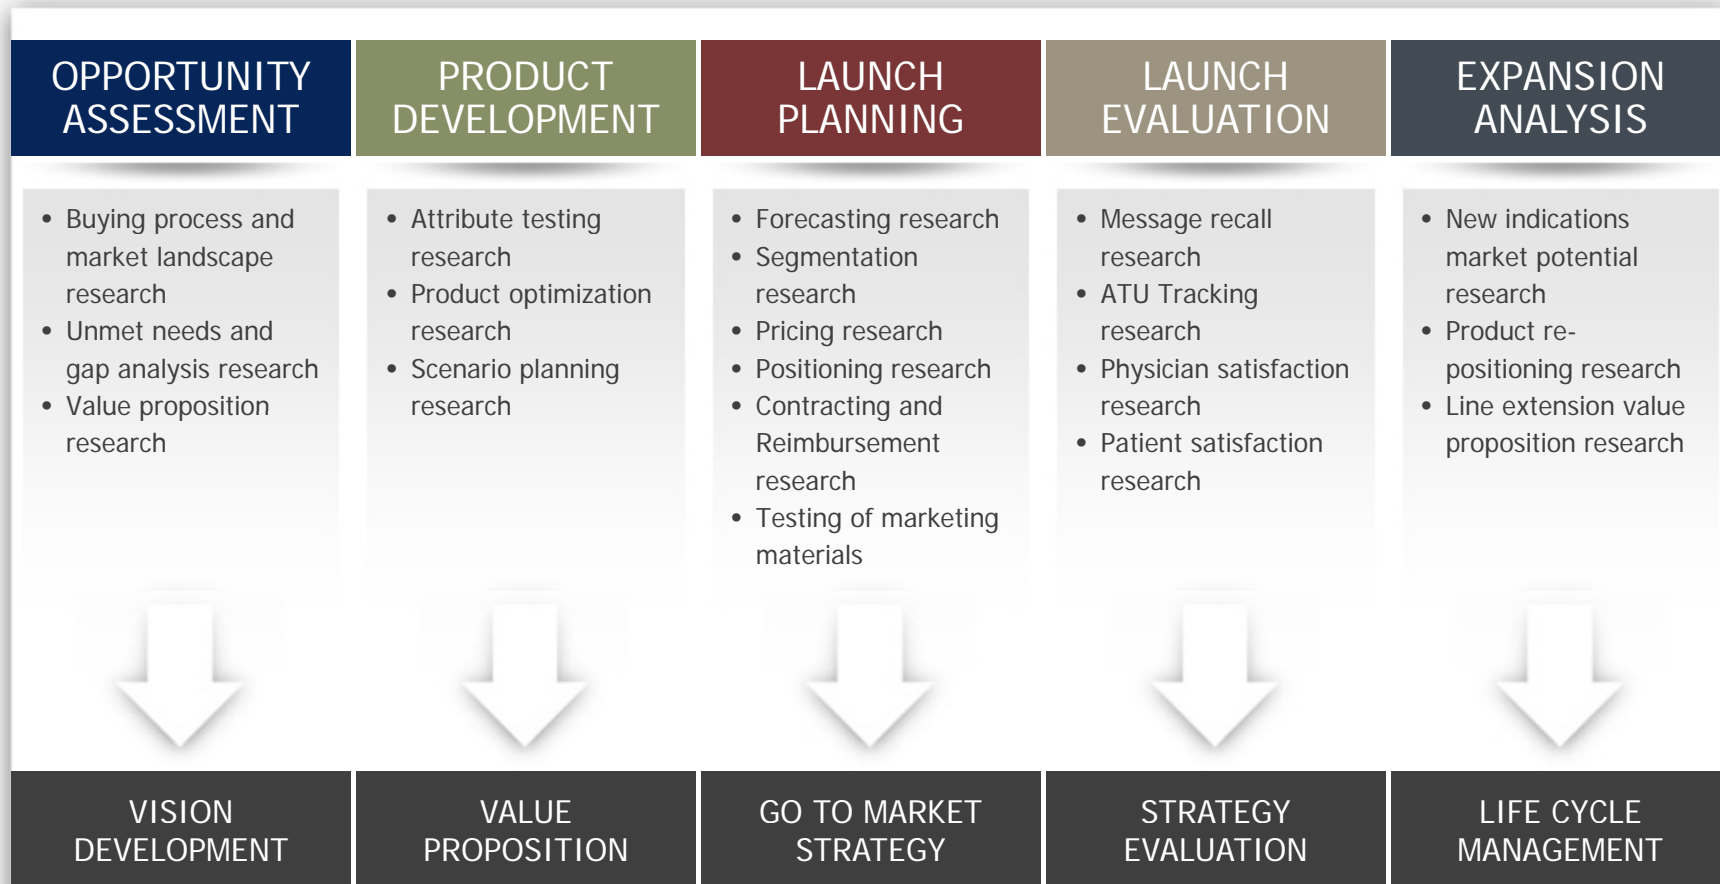 OPPORTUNITY
ASSESSMENT
• Buying process and
market landscape
research
• Unmet needs and
gap analysis research
• Value proposition
research
VISION
DEVELOPMENT
PRODUCT
DEVELOPMENT
• Attribute testing
research
• Product optimization
research
• Scenario planning
research
VALUE
PROPOSITION
LAUNCH
PLANNING
• Forecasting research
• Segmentation
research
• Pricing research
• Positioning research
• Contracting and
Reimbursement
research
• Testing of marketing
materials
GO TO MARKET
STRATEGY
LAUNCH
EVALUATION
• Message recall
research
• ATU Tracking
research
• Physician satisfaction
research
• Patient satisfaction
research
STRATEGY
EVALUATION
EXPANSION
ANALYSIS
• New indications
market potential
research
• Product re-
positioning research
• Line extension value
proposition research
LIFE CYCLE
MANAGEMENT